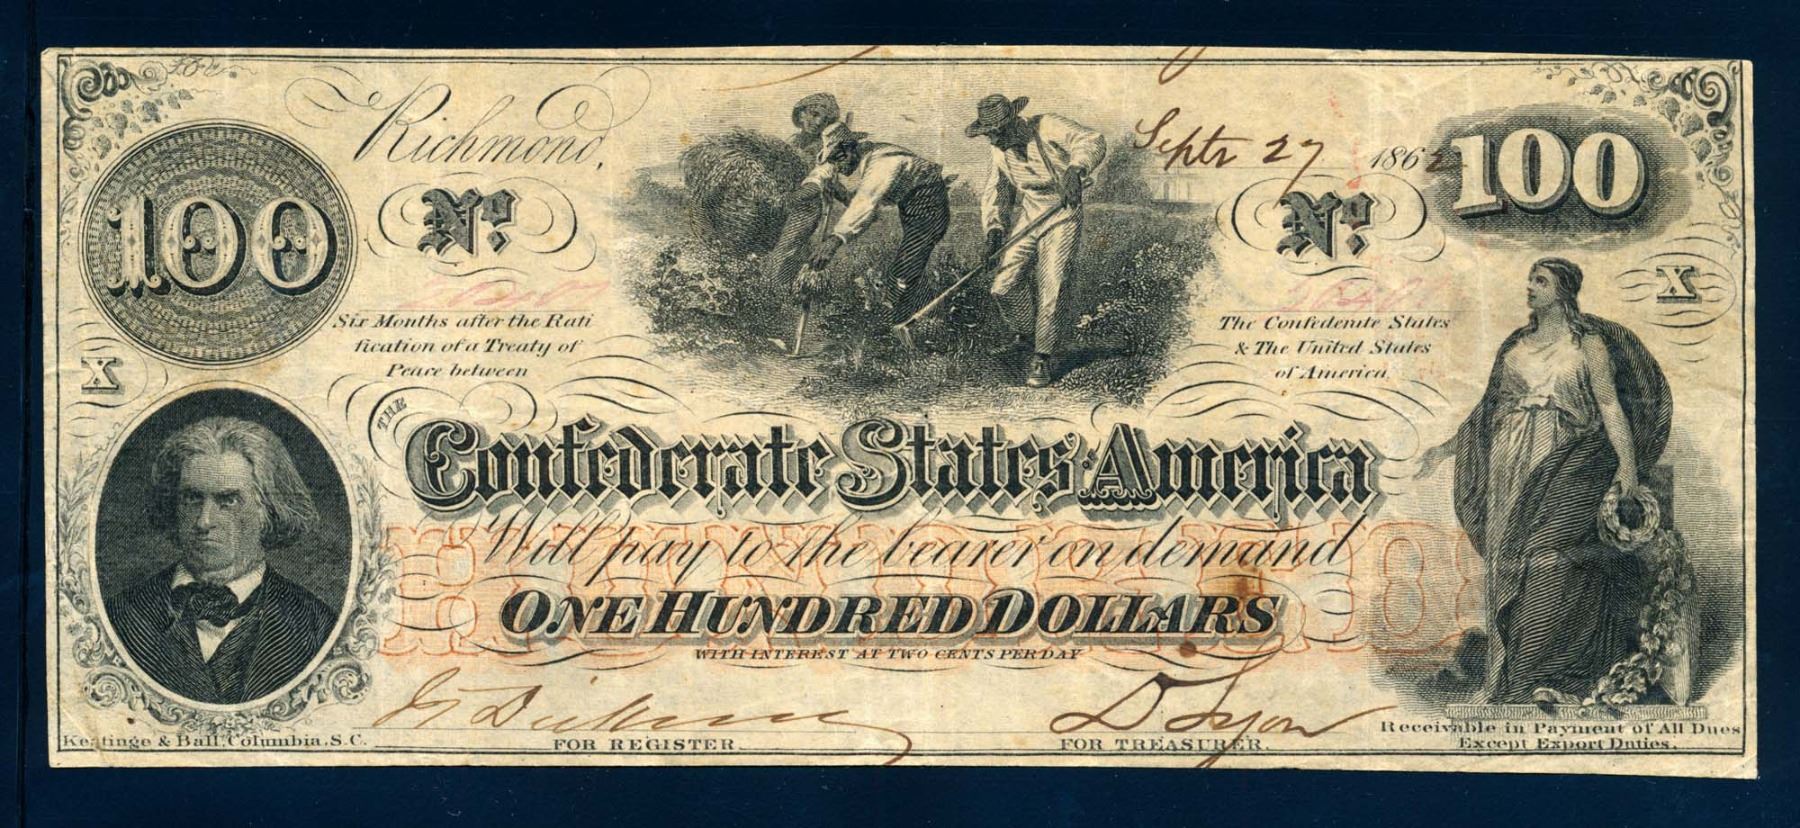 Richmond, Septr 27 1862
100 100
No. No.
X X
Six Months after the Rati
fication of a Treaty of
Peace between
The Confederate States
& The United States
of America,
THE
Confederate States America
Will pay to the bearer on demand
ONE HUNDRED DOLLARS
HUNDRED
WITH INTEREST AT TWO CENTS PER DAY
FOR REGISTER.
FOR TREASURER.
Keatinge & Ball, Columbia, S.C.
Receivable in Payment of All Dues
Except Export Duties.